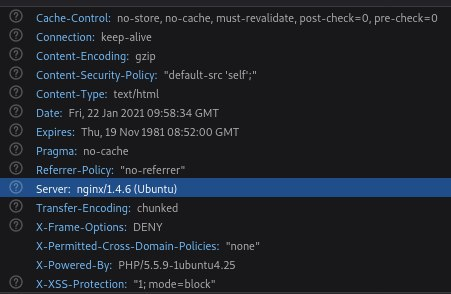 Cache-Control: no-store, no-cache, must-revalidate, post-check=0, pre-check=0
Connection: keep-alive
Content-Encoding: gzip
Content-Security-Policy: "default-src 'self';"
Content-Type: text/html
Date: Fri, 22 Jan 2021 09:58:34 GMT
Expires: Thu, 19 Nov 1981 08:52:00 GMT
Pragma: no-cache
Referrer-Policy: "no-referrer"
Server: nginx/1.4.6 (Ubuntu)
Transfer-Encoding: chunked
X-Frame-Options: DENY
X-Permitted-Cross-Domain-Policies: "none"
X-Powered-By: PHP/5.5.9-1ubuntu4.25
X-XSS-Protection: "1; mode=block"